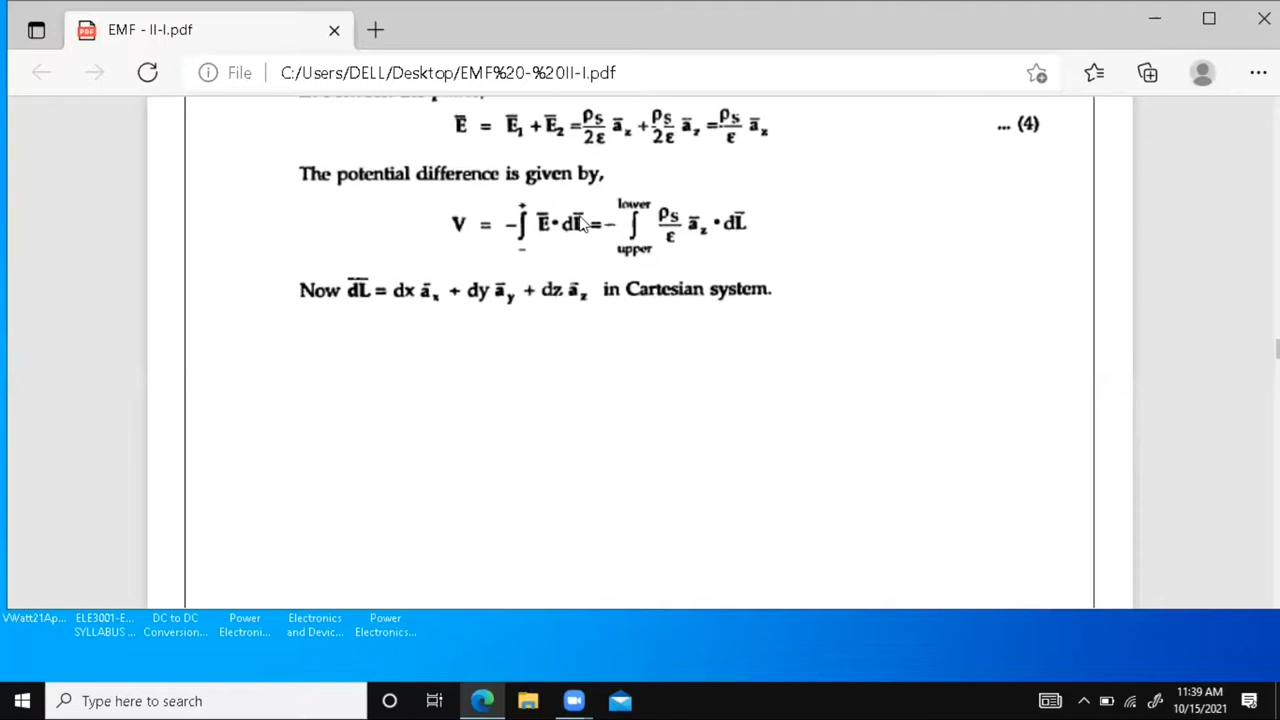 EMF - II-I.pdf
File | C:/Users/DELL/Desktop/EMF%20-%20II-I.pdf
Ē = Ē₁ + Ē₂ = ρS/2ε āz + ρS/2ε āz = ρS/ε āz ... (4)
The potential difference is given by,
V = -∫₋⁺ Ē • dL̄ = - ∫upper^lower ρS/ε āz • dL̄
Now d̄L̄ = dx āx + dy āy + dz āz in Cartesian system.
VWatt21Ap... ELE3001-E... DC to DC Power Electronics Power
SYLLABUS ... Conversion... Electroni... and Devic... Electronics...
Type here to search
11:39 AM
10/15/2021